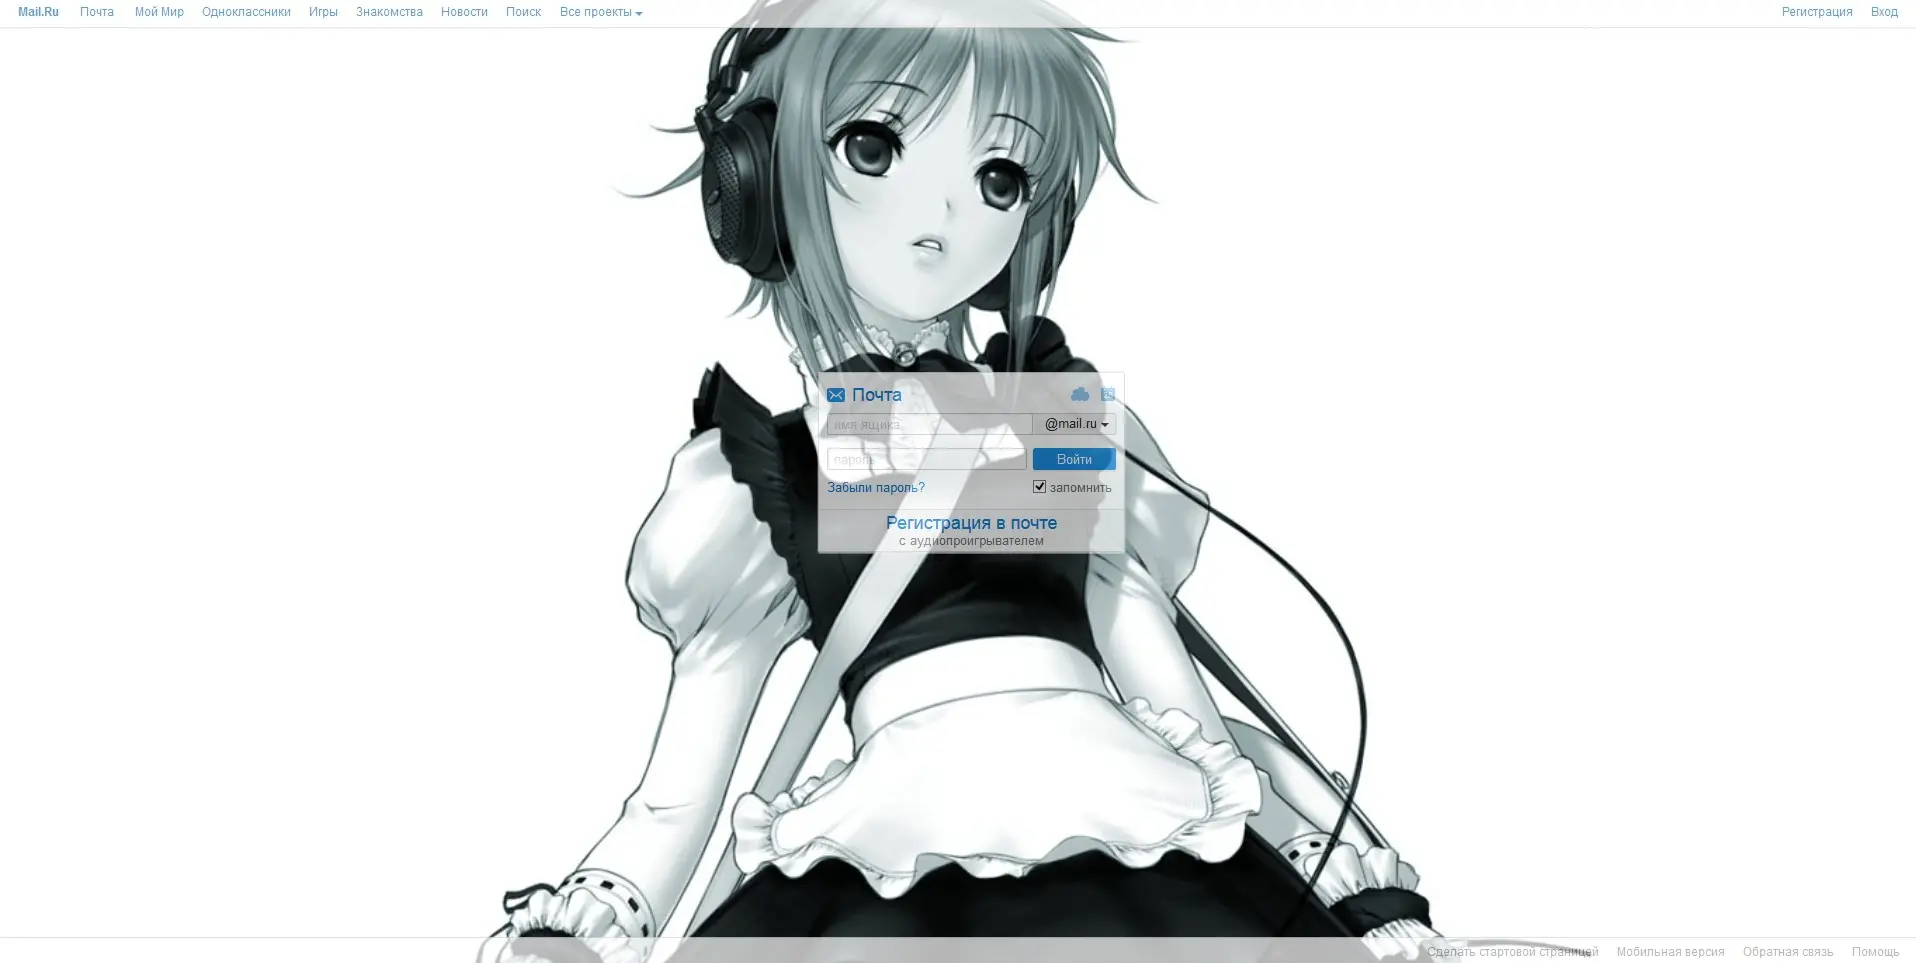 Mail.Ru Почта Мой Мир Одноклассники Игры Знакомства Новости Поиск Все проекты Регистрация Вход
Почта
имя ящика @mail.ru
пароль Войти
Забыли пароль? запомнить
Регистрация в почте
с аудиопроигрывателем
Сделать стартовой страницей Мобильная версия Обратная связь Помощь